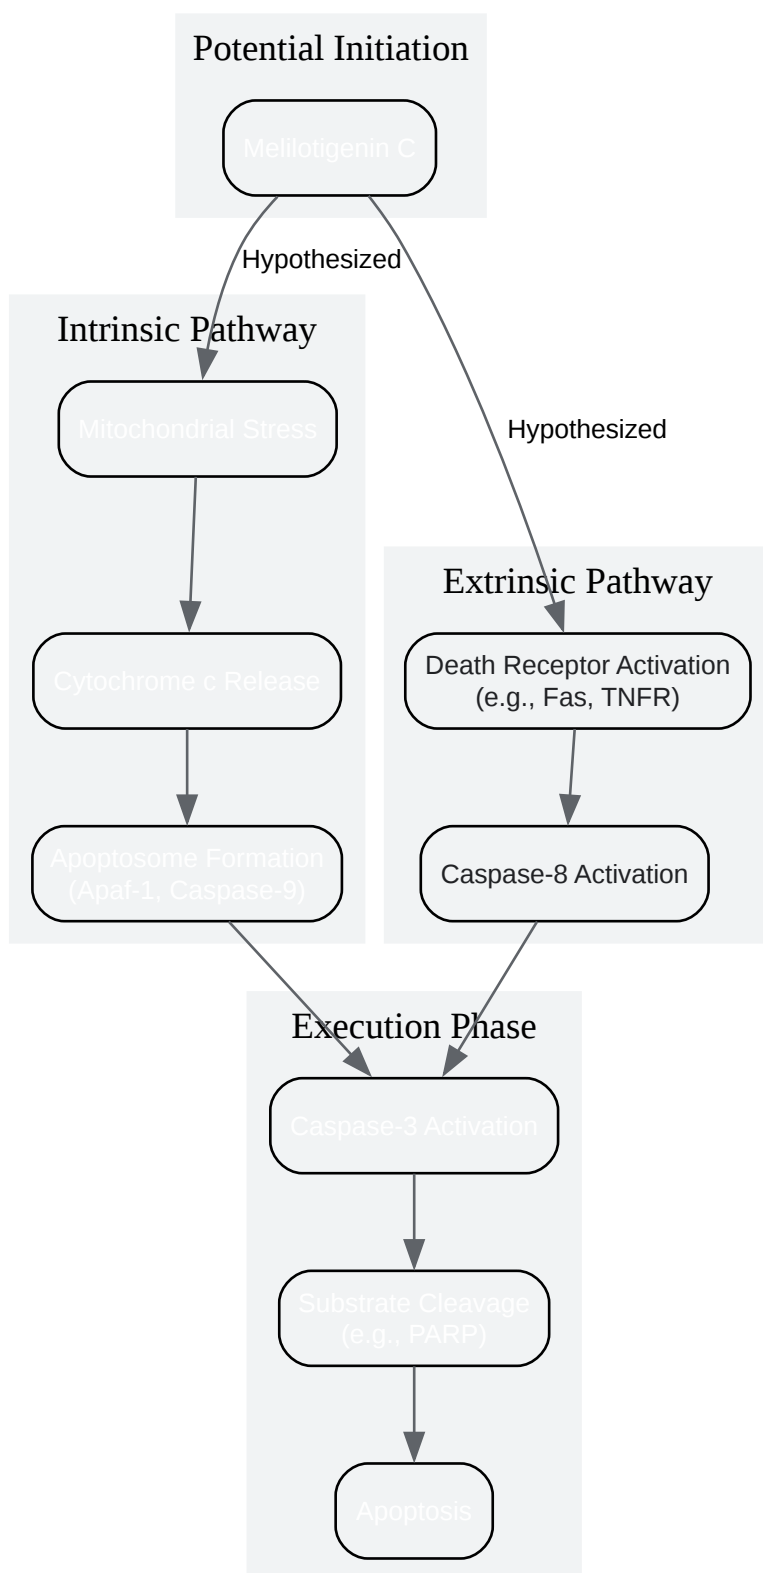 Potential Initiation
Melilotigenin C
Hypothesized
Intrinsic Pathway
Mitochondrial Stress
Hypothesized
Extrinsic Pathway
Cytochrome c Release
Death Receptor Activation
(e.g., Fas, TNFR)
Apoptosome Formation
(Apaf-1, Caspase-9)
Caspase-8 Activation
Execution Phase
Caspase-3 Activation
Substrate Cleavage
(e.g., PARP)
Apoptosis